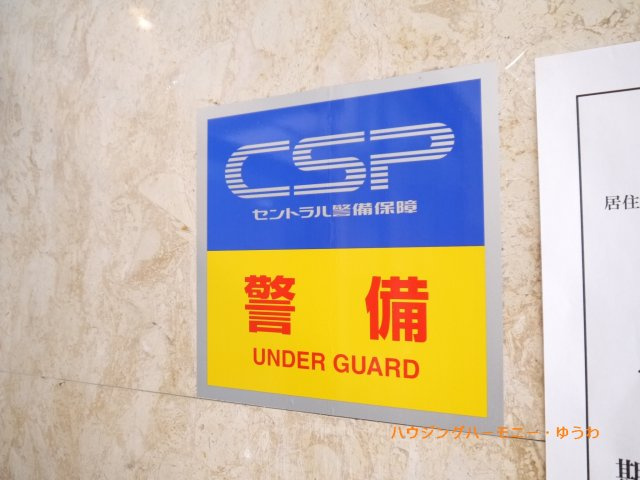 CSP
セントラル警備保障
警 備
UNDER GUARD
居住
ハウジングハーモニー・ゆうわ